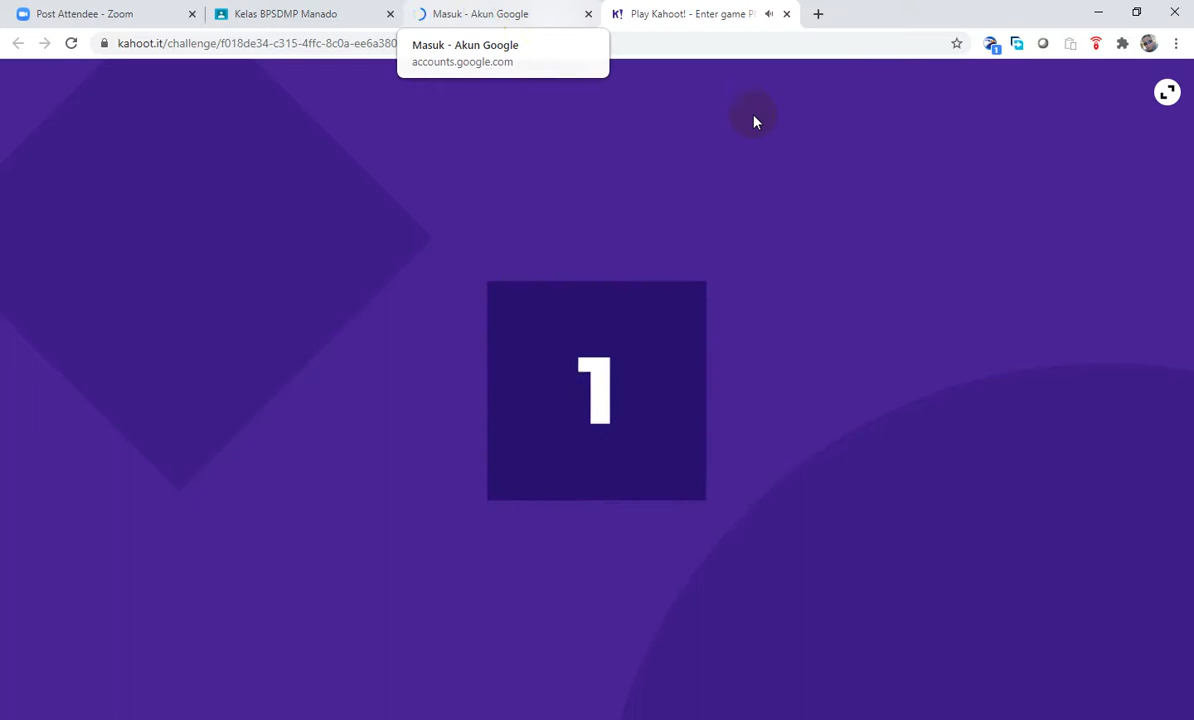 Post Attendee - Zoom
Kelas BPSDMP Manado
Masuk - Akun Google
K! Play Kahoot! - Enter game P
kahoot.it/challenge/f018de34-c315-4ffc-8c0a-ee6a380
1
Masuk - Akun Google
accounts.google.com
1